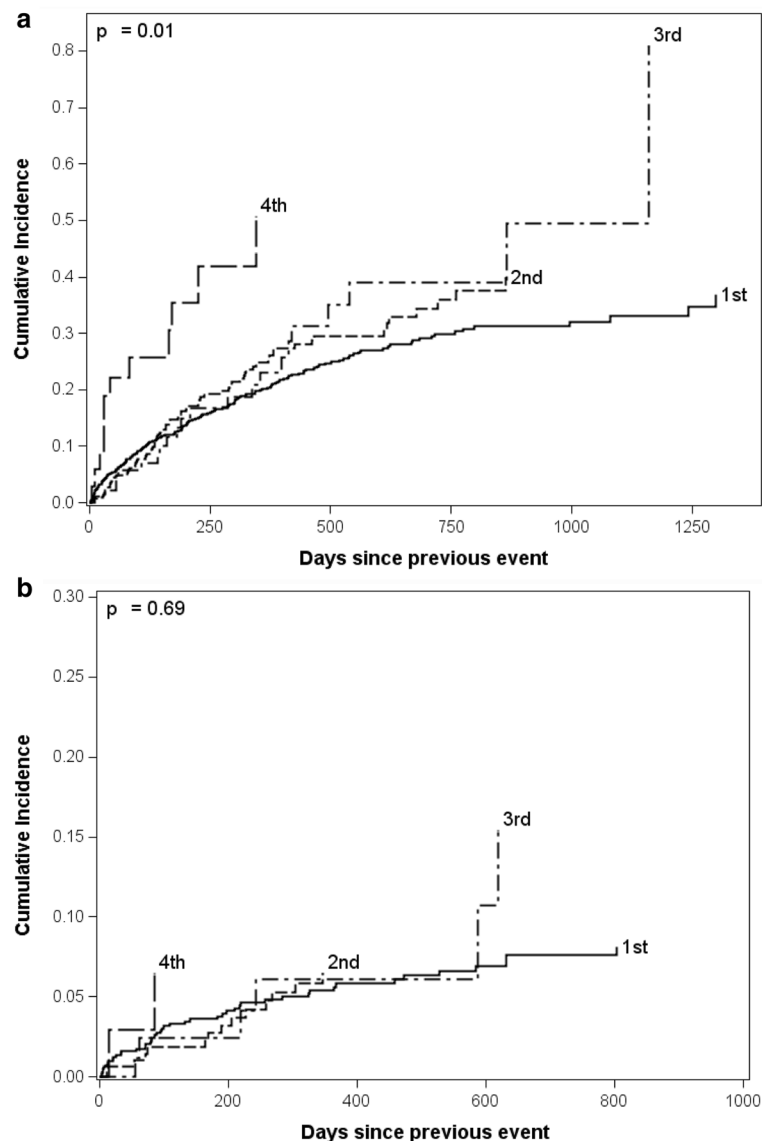 a
p = 0.01
3rd
0.8
0.7
0.6
4th
0.5
0.4
2nd
1st
0.3
0.2
0.1
0.0
Cumulative Incidence
0 250 500 750 1000 1250
Days since previous event
b
0.30
p = 0.69
0.25
0.20
3rd
0.15
0.10
4th
2nd
1st
0.05
0.00
Cumulative Incidence
0 200 400 600 800 1000
Days since previous event